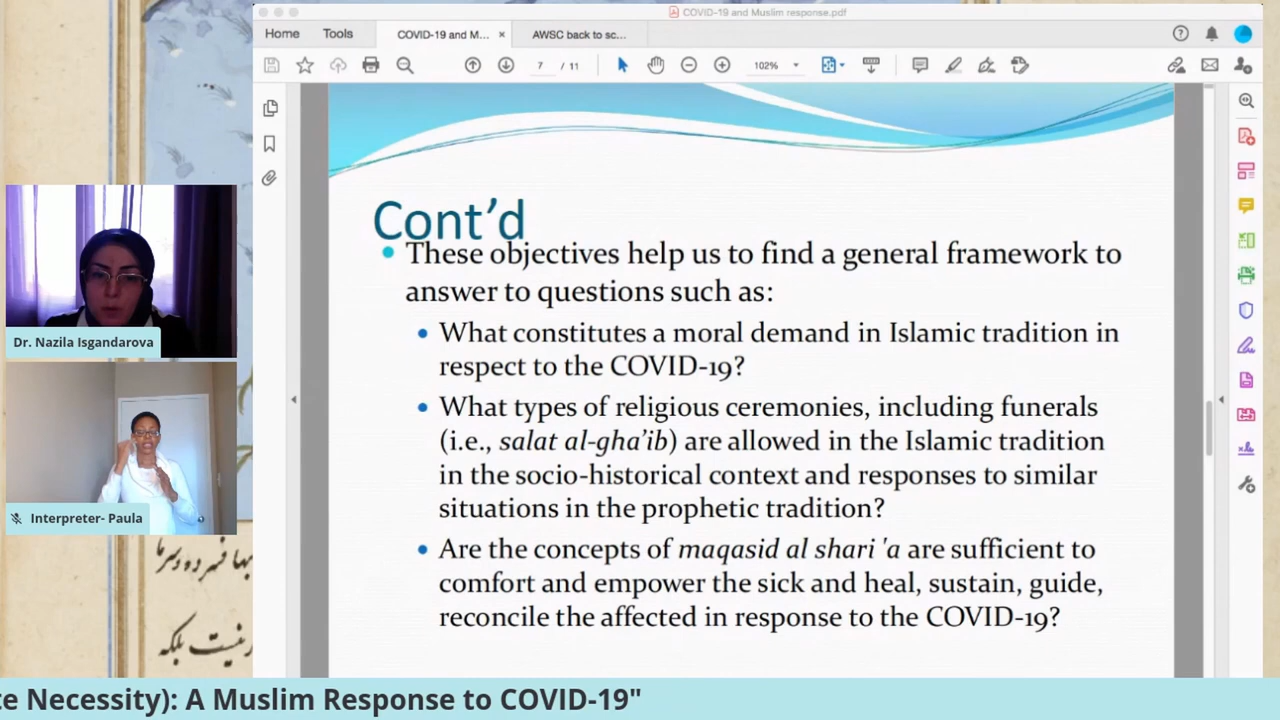 COVID-19 and Muslim response.pdf
Home Tools COVID-19 and M... × AWSC back to sc...
7 / 11 102%
Cont’d
These objectives help us to find a general framework to
answer to questions such as:
What constitutes a moral demand in Islamic tradition in
respect to the COVID-19?
What types of religious ceremonies, including funerals
(i.e., salat al-gha’ib) are allowed in the Islamic tradition
in the socio-historical context and responses to similar
situations in the prophetic tradition?
Are the concepts of maqasid al shari 'a are sufficient to
comfort and empower the sick and heal, sustain, guide,
reconcile the affected in response to the COVID-19?
Dr. Nazila Isgandarova
Interpreter- Paula
بلکه
te Necessity): A Muslim Response to COVID-19"